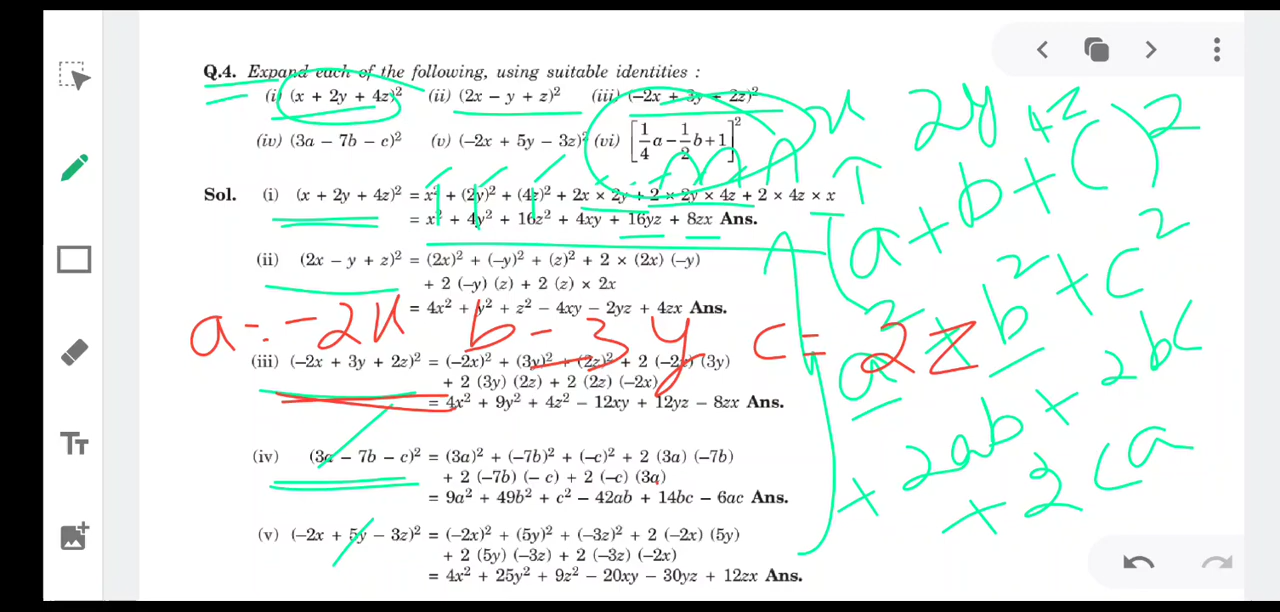 Q.4. Expand each of the following, using suitable identities :
(i) (x + 2y + 4z)² (ii) (2x – y + z)² (iii) (–2x + 3y + 2z)²
(iv) (3a – 7b – c)² (v) (–2x + 5y – 3z)² (vi) [1/4 a – 1/2 b + 1]²
x 2y 4z ( )²
Sol. (i) (x + 2y + 4z)² = x² + (2y)² + (4z)² + 2x × 2y + 2 × 2y × 4z + 2 × 4z × x
= x² + 4y² + 16z² + 4xy + 16yz + 8zx Ans.
(a + b + c)²
(ii) (2x – y + z)² = (2x)² + (–y)² + (z)² + 2 × (2x) (–y)
+ 2 (–y) (z) + 2 (z) × 2x
= 4x² + y² + z² – 4xy – 2yz + 4zx Ans.
a = –2x b – 3y c = 2z
a² + b² + c²
+ 2ab + 2bc
+ 2ca
(iii) (–2x + 3y + 2z)² = (–2x)² + (3y)² + (2z)² + 2 (–2x) (3y)
+ 2 (3y) (2z) + 2 (2z) (–2x)
= 4x² + 9y² + 4z² – 12xy + 12yz – 8zx Ans.
(iv) (3a – 7b – c)² = (3a)² + (–7b)² + (–c)² + 2 (3a) (–7b)
+ 2 (–7b) (– c) + 2 (–c) (3a)
= 9a² + 49b² + c² – 42ab + 14bc – 6ac Ans.
(v) (–2x + 5y – 3z)² = (–2x)² + (5y)² + (–3z)² + 2 (–2x) (5y)
+ 2 (5y) (–3z) + 2 (–3z) (–2x)
= 4x² + 25y² + 9z² – 20xy – 30yz + 12zx Ans.
TT